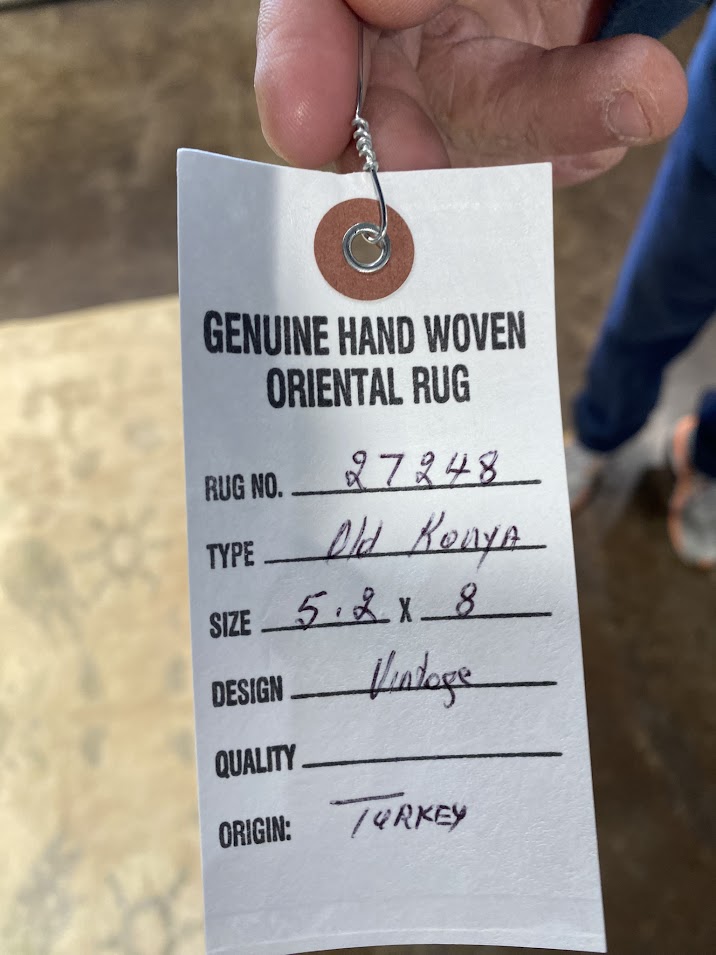 GENUINE HAND WOVEN
ORIENTAL RUG
RUG NO. 27248
TYPE Old Konya
SIZE 5.2 X 8
DESIGN Vintage
QUALITY
ORIGIN: TURKEY